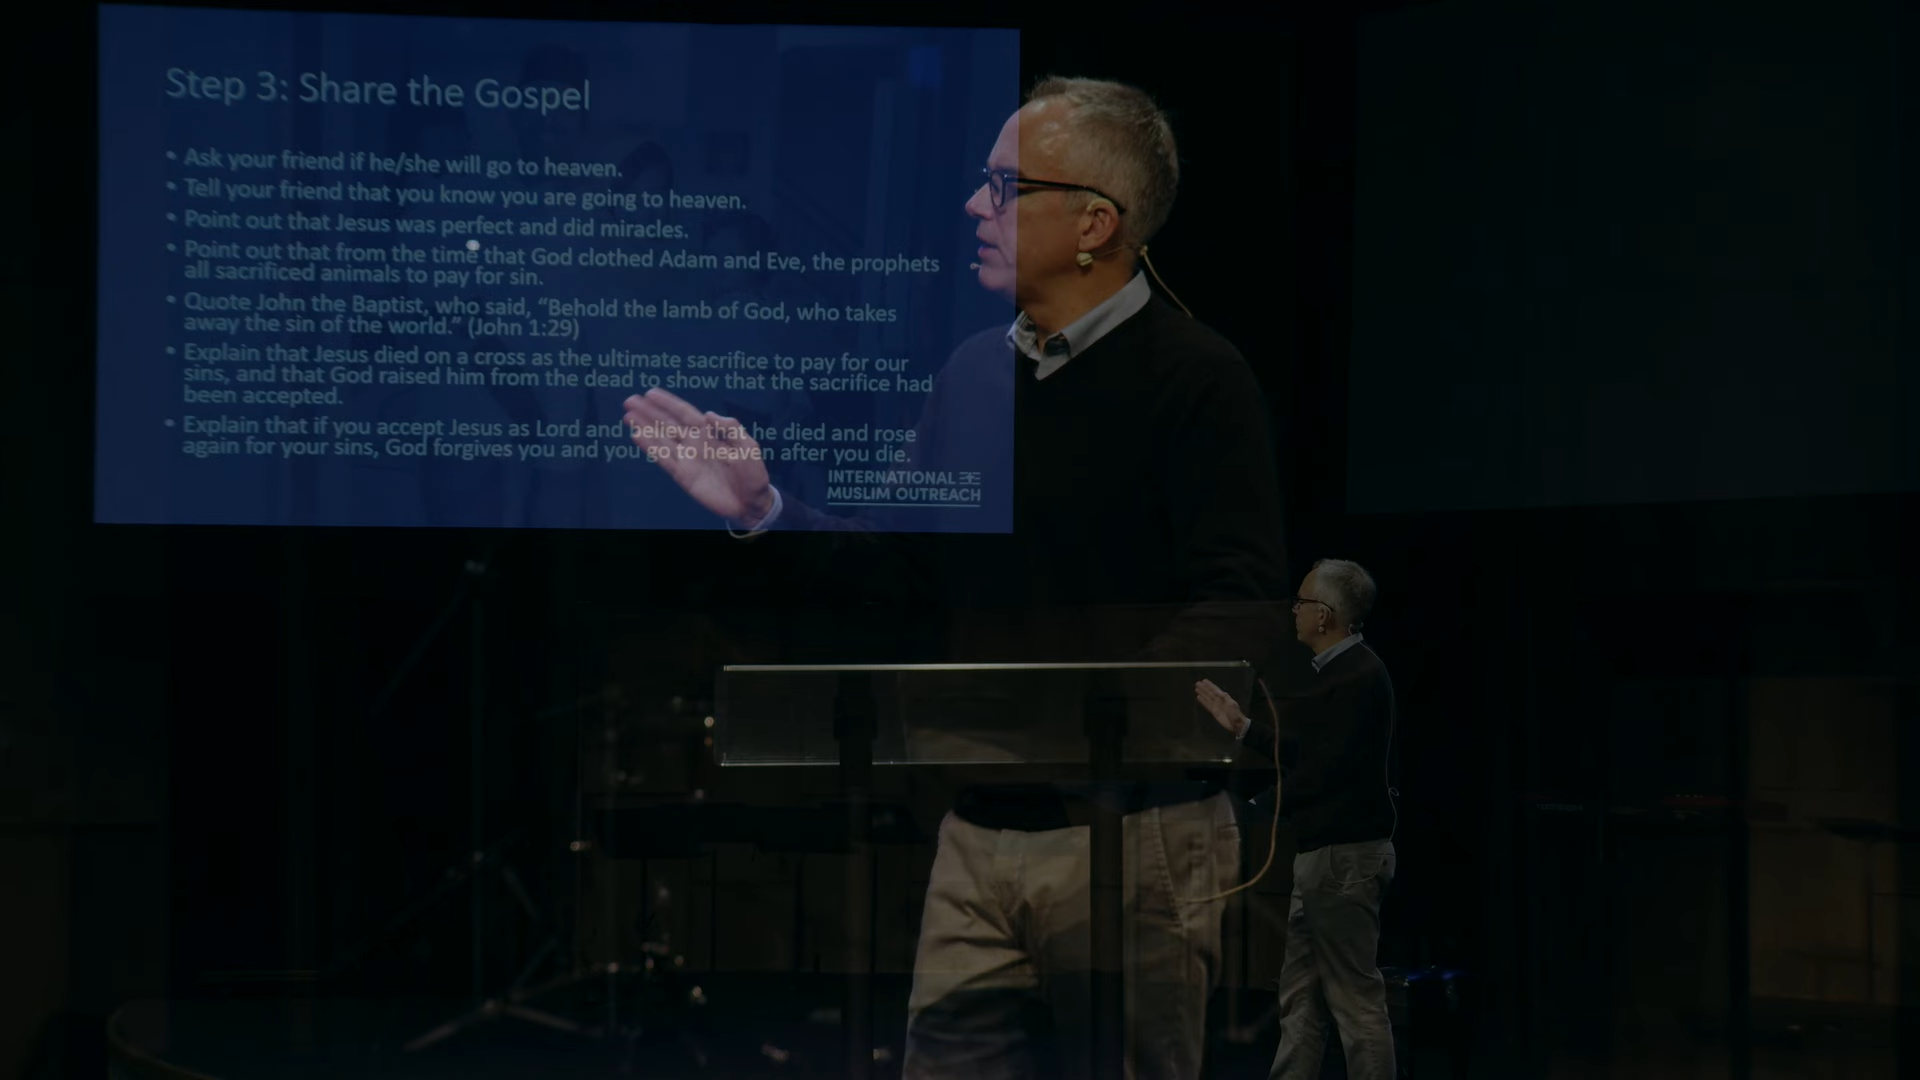 Step 3: Share the Gospel
• Ask your friend if he/she will go to heaven.
• Tell your friend that you know you are going to heaven.
• Point out that Jesus was perfect and did miracles.
• Point out that from the time that God clothed Adam and Eve, the prophets
all sacrificed animals to pay for sin.
• Quote John the Baptist, who said, “Behold the lamb of God, who takes
away the sin of the world.” (John 1:29)
• Explain that Jesus died on a cross as the ultimate sacrifice to pay for our
sins, and that God raised him from the dead to show that the sacrifice had
been accepted.
• Explain that if you accept Jesus as Lord and believe that he died and rose
again for your sins, God forgives you and you go to heaven after you die.
INTERNATIONAL
MUSLIM OUTREACH